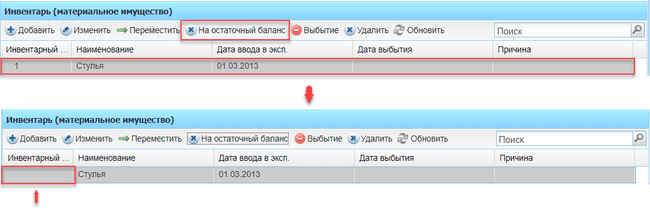 Инвентарь (материальное имущество)
Добавить Изменить Переместить На остаточный баланс Выбытие Удалить Обновить Поиск
Инвентарный ... Наименование Дата ввода в эксп. Дата выбытия Причина
1 Стулья 01.03.2013
Инвентарь (материальное имущество)
Добавить Изменить Переместить На остаточный баланс Выбытие Удалить Обновить Поиск
Инвентарный ... Наименование Дата ввода в эксп. Дата выбытия Причина
Стулья 01.03.2013